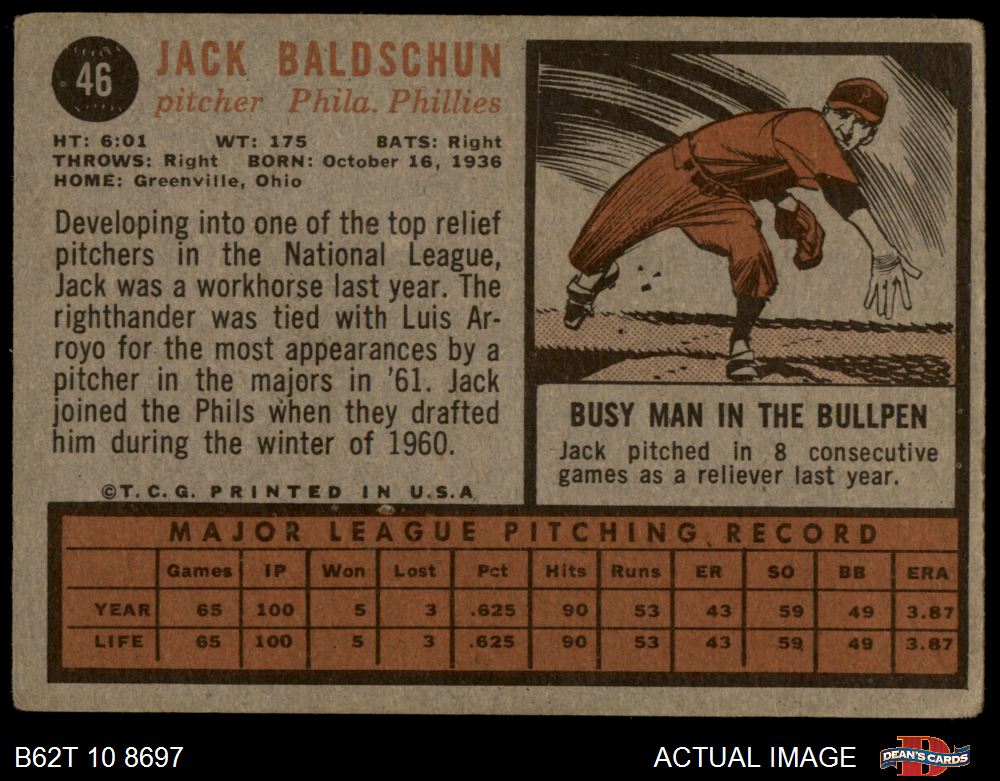 46
JACK BALDSCHUN
pitcher Phila. Phillies
HT: 6:01 WT: 175 BATS: Right
THROWS: Right BORN: October 16, 1936
HOME: Greenville, Ohio
Developing into one of the top relief
pitchers in the National League,
Jack was a workhorse last year. The
righthander was tied with Luis Ar-
royo for the most appearances by a
pitcher in the majors in '61. Jack
joined the Phils when they drafted
him during the winter of 1960.
©T.C.G. PRINTED IN U.S.A
P
BUSY MAN IN THE BULLPEN
Jack pitched in 8 consecutive
games as a reliever last year.
MAJOR LEAGUE PITCHING RECORD
Games IP Won Lost Pct Hits Runs ER SO BB ERA
YEAR 65 100 5 3 .625 90 53 43 59 49 3.87
LIFE 65 100 5 3 .625 90 53 43 59 49 3.87
B62T 10 8697
ACTUAL IMAGE
D
DEAN'S CARDS